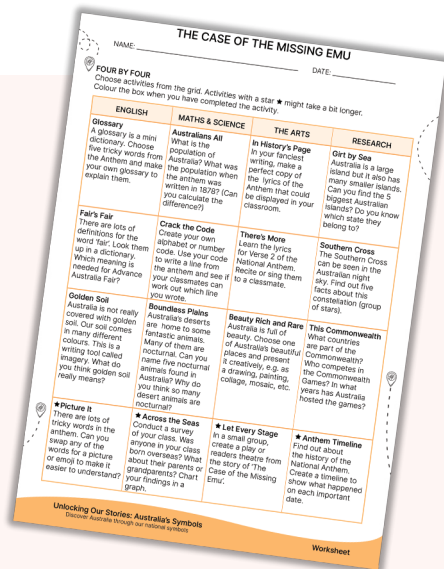 THE CASE OF THE MISSING EMU
NAME:
DATE:
FOUR BY FOUR
Choose activities from the grid. Activities with a star ★ might take a bit longer.
Colour the box when you have completed the activity.
ENGLISH
MATHS & SCIENCE
THE ARTS
RESEARCH
Glossary
A glossary is a mini
dictionary. Choose
five tricky words from
the Anthem and make
your own glossary to
explain them.
Australians All
What is the
population of
Australia? What was
the population when
the anthem was
written in 1878? (Can
you calculate the
difference?)
In History's Page
In your fanciest
writing, make a
perfect copy of
the lyrics of the
Anthem that could
be displayed in your
classroom.
Girt by Sea
Australia is a large
island but it also has
many smaller islands.
Can you find the 5
biggest Australian
Islands? Do you know
which state they
belong to?
Fair's Fair
There are lots of
definitions for the
word 'fair'. Look them
up in a dictionary.
Which meaning is
needed for Advance
Australia Fair?
Crack the Code
Create your own
alphabet or number
code. Use your code
to write a line from
the anthem and see if
your classmates can
work out which line
you wrote.
There's More
Learn the lyrics
for Verse 2 of the
National Anthem.
Recite or sing them
to a classmate.
Southern Cross
The Southern Cross
can be seen in the
Australian night
sky. Find out five
facts about this
constellation (group
of stars).
Golden Soil
Australia is not really
covered with golden
soil. Our soil comes
in many different
colours. This is a
writing tool called
imagery. What do
you think golden soil
really means?
Boundless Plains
Australia's deserts
are home to some
fantastic animals.
Many of them are
nocturnal. Can you
name five nocturnal
animals found in
Australia? Why do
you think so many
desert animals are
nocturnal?
Beauty Rich and Rare
Australia is full of
beauty. Choose one
of Australia's beautiful
places and present
it creatively, e.g. as
a drawing, painting,
collage, mosaic, etc.
This Commonwealth
What countries
are part of the
Commonwealth?
Who competes in
the Commonwealth
Games? In what
years has Australia
hosted the games?
★Picture It
There are lots of
tricky words in the
anthem. Can you
swap any of the
words for a picture
or emoji to make it
easier to understand?
★Across the Seas
Conduct a survey
of your class. Was
anyone in your class
born overseas? What
about their parents or
grandparents? Chart
your findings in a
graph.
★Let Every Stage
In a small group,
create a play or
readers theatre from
the story of 'The
Case of the Missing
Emu'.
★Anthem Timeline
Find out about
the history of the
National Anthem.
Create a timeline to
show what happened
on each important
date.
Unlocking Our Stories: Australia's Symbols
Discover Australia through our national symbols
Worksheet